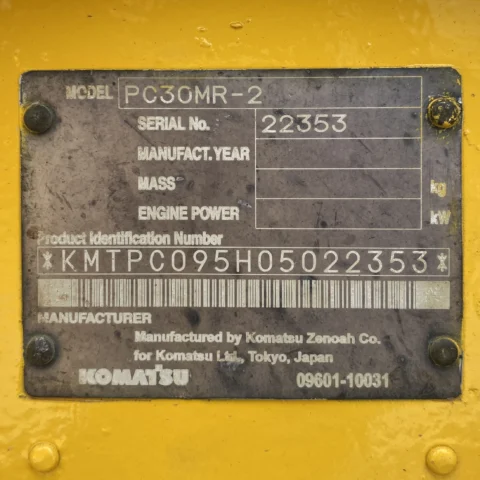 MODEL PC30MR-2
SERIAL No. 22353
MANUFACT. YEAR
MASS kg
ENGINE POWER kW
Product Identification Number
*KMTPC095H05022353*
MANUFACTURER
Manufactured by Komatsu Zenoah Co.
for Komatsu Ltd., Tokyo, Japan
KOMATSU 09601-10031